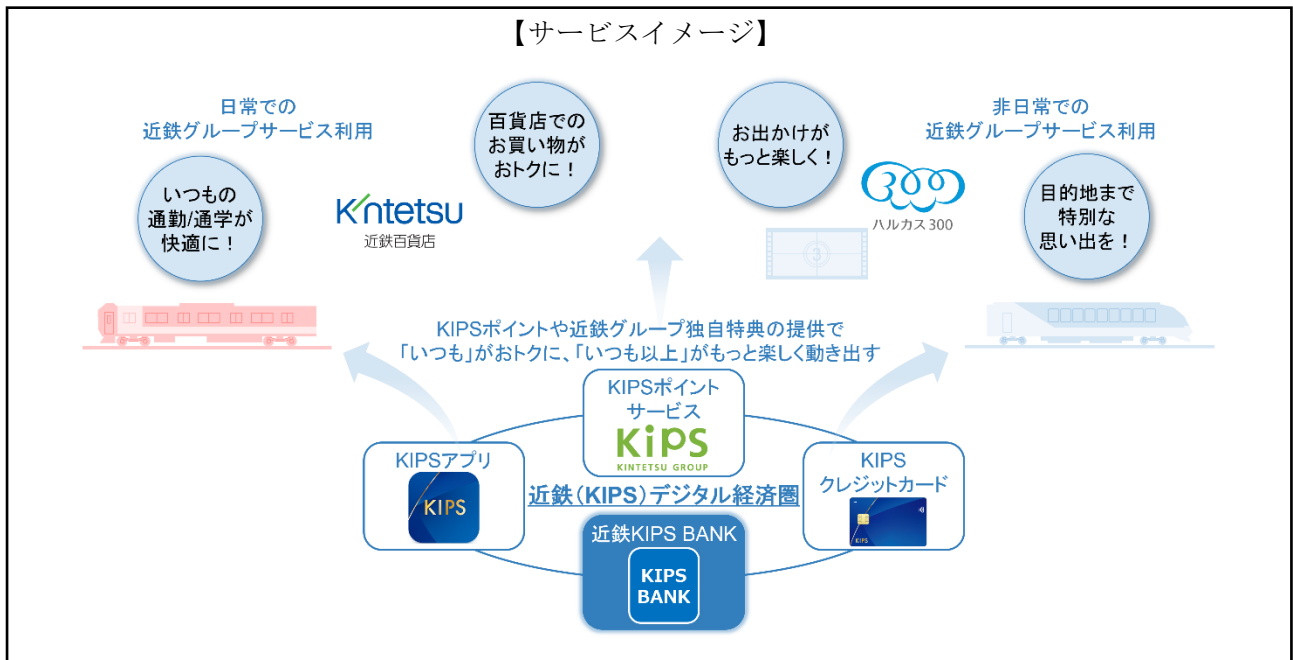 【サービスイメージ】
日常での
近鉄グループサービス利用
百貨店での
お買い物が
おトクに！
お出かけが
もっと楽しく！
非日常での
近鉄グループサービス利用
いつもの
通勤/通学が
快適に！
Kintetsu
近鉄百貨店
300
ハルカス300
3
目的地まで
特別な
思い出を！
KIPSポイントや近鉄グループ独自特典の提供で
「いつも」がおトクに、「いつも以上」がもっと楽しく動き出す
KIPSポイント
サービス
KiPS
KINTETSU GROUP
KIPSアプリ
KIPS
KIPS
クレジットカード
KIPS
近鉄（KIPS）デジタル経済圏
近鉄KIPS BANK
KIPS
BANK